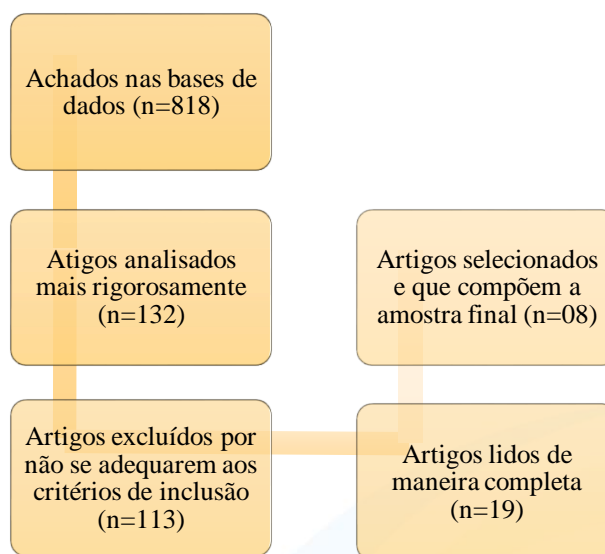 Achados nas bases de
dados (n=818)
Atigos analisados
mais rigorosamente
(n=132)
Artigos excluídos por
não se adequarem aos
critérios de inclusão
(n=113)
Artigos lidos de
maneira completa
(n=19)
Artigos selecionados
e que compõem a
amostra final (n=08)